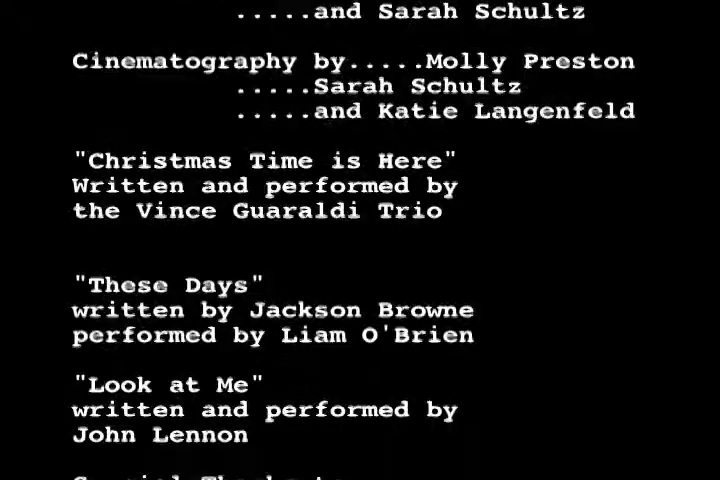 .....and Sarah Schultz
Cinematography by.....Molly Preston
.....Sarah Schultz
.....and Katie Langenfeld
"Christmas Time is Here"
Written and performed by
the Vince Guaraldi Trio
"These Days"
written by Jackson Browne
performed by Liam O'Brien
"Look at Me"
written and performed by
John Lennon